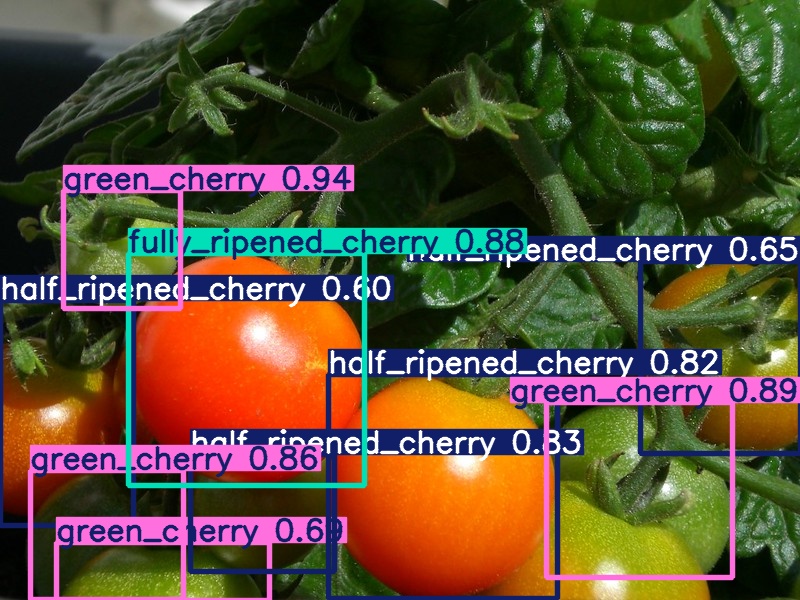 green_cherry 0.94
fully_ripened_cherry 0.88
half_ripened_cherry 0.65
half_ripened_cherry 0.60
half_ripened_cherry 0.82
green_cherry 0.89
half_ripened_cherry 0.83
green_cherry 0.86
green_cherry 0.69